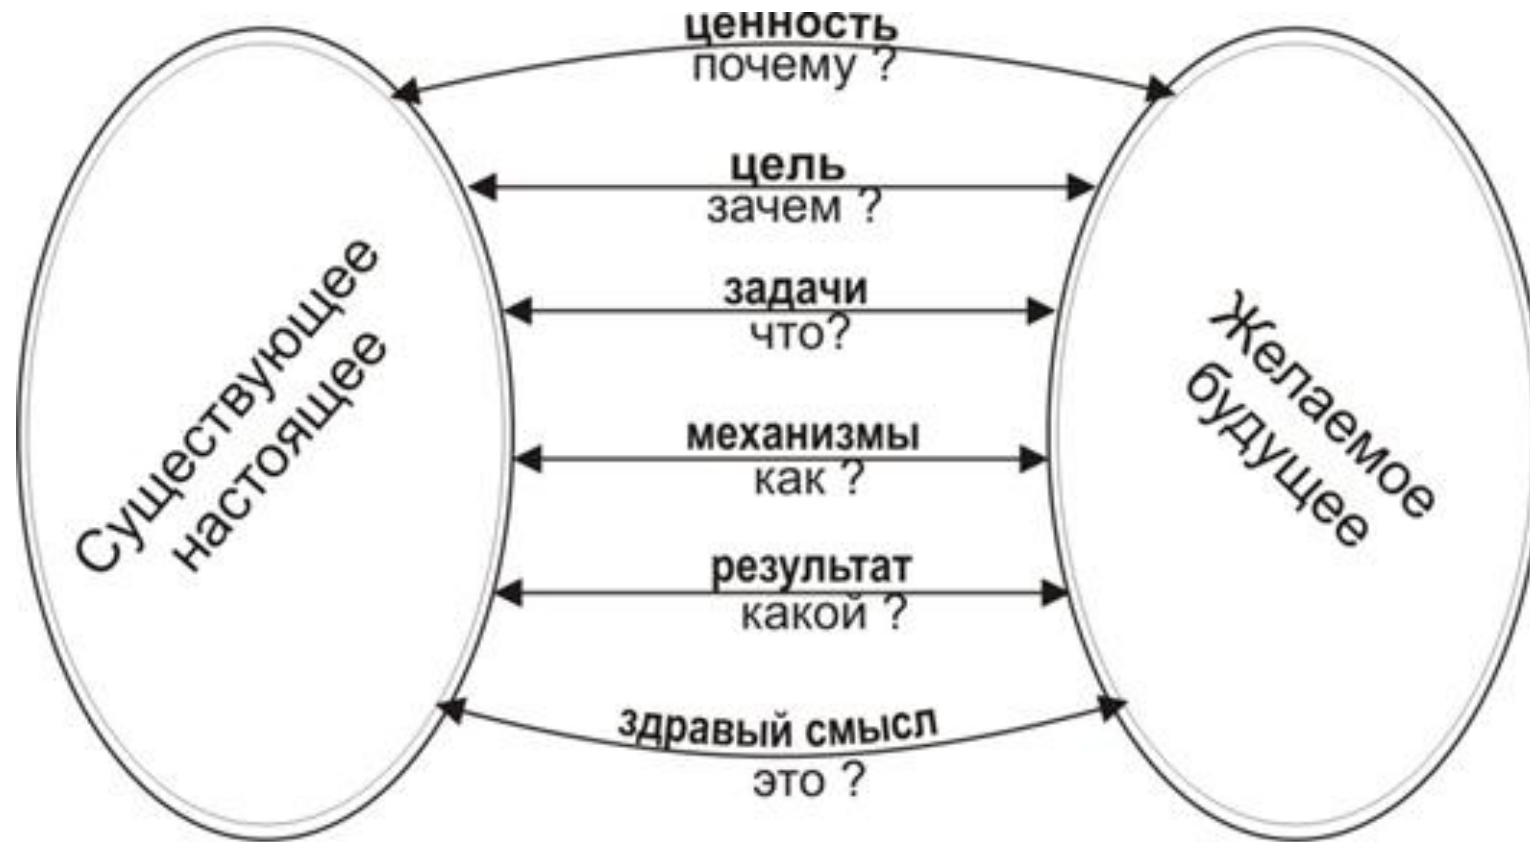 ценность
почему ?
цель
зачем ?
задачи
что?
механизмы
как ?
результат
какой ?
здравый смысл
это ?
Существующее
настоящее
Желаемое
будущее